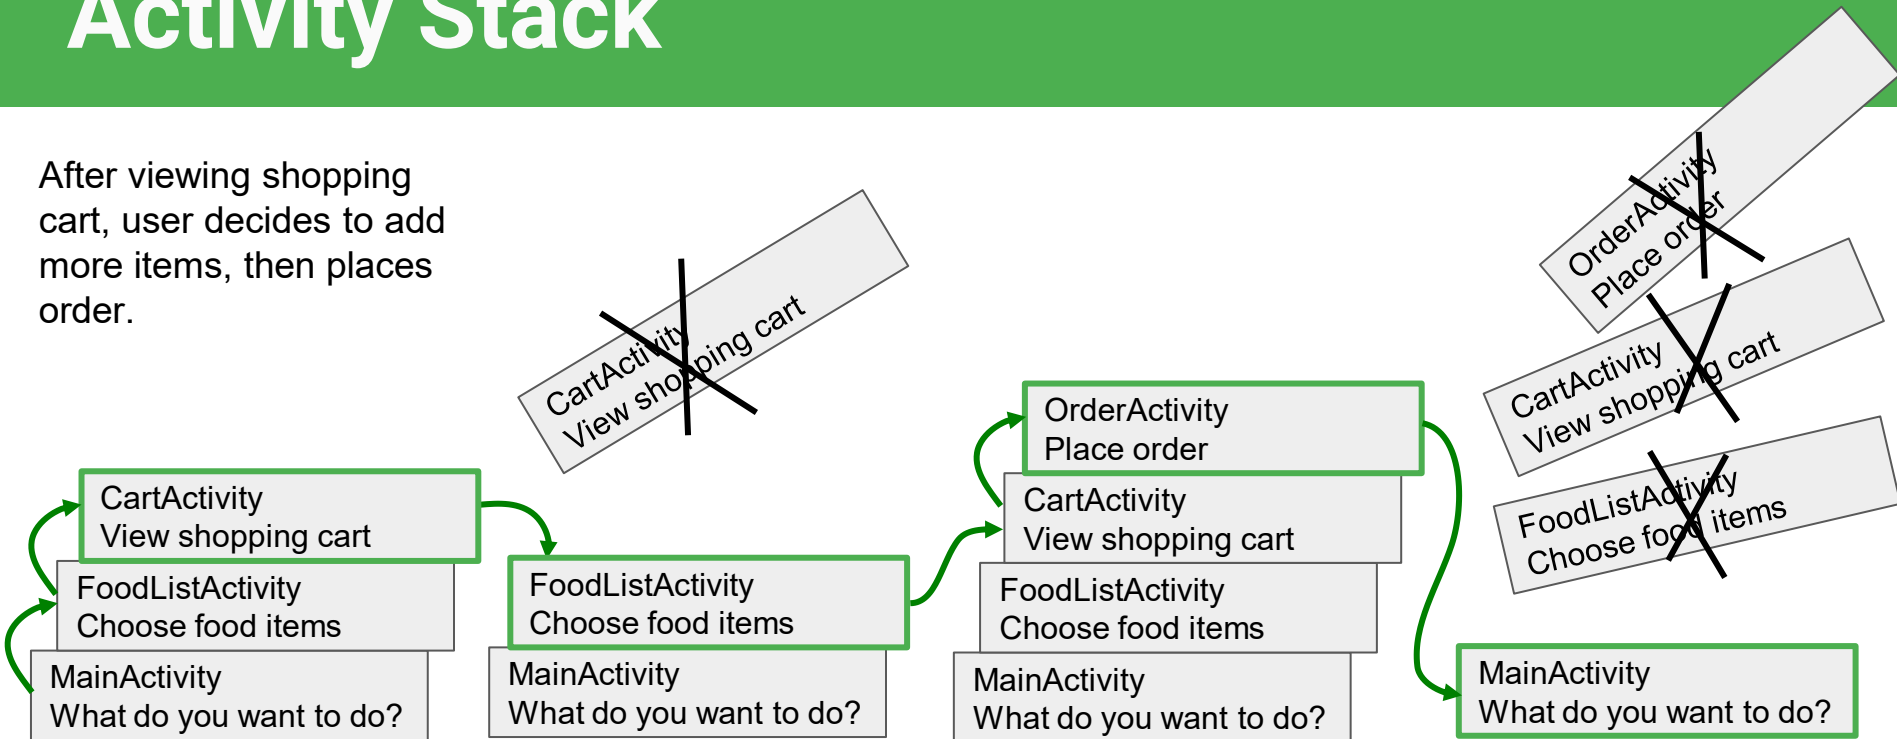 Activity Stack
After viewing shopping
cart, user decides to add
more items, then places
order.
CartActivity
View shopping cart
FoodListActivity
Choose food items
MainActivity
What do you want to do?
CartActivity
View shopping cart
FoodListActivity
Choose food items
MainActivity
What do you want to do?
OrderActivity
Place order
CartActivity
View shopping cart
FoodListActivity
Choose food items
MainActivity
What do you want to do?
OrderActivity
Place order
CartActivity
View shopping cart
FoodListActivity
Choose food items
MainActivity
What do you want to do?